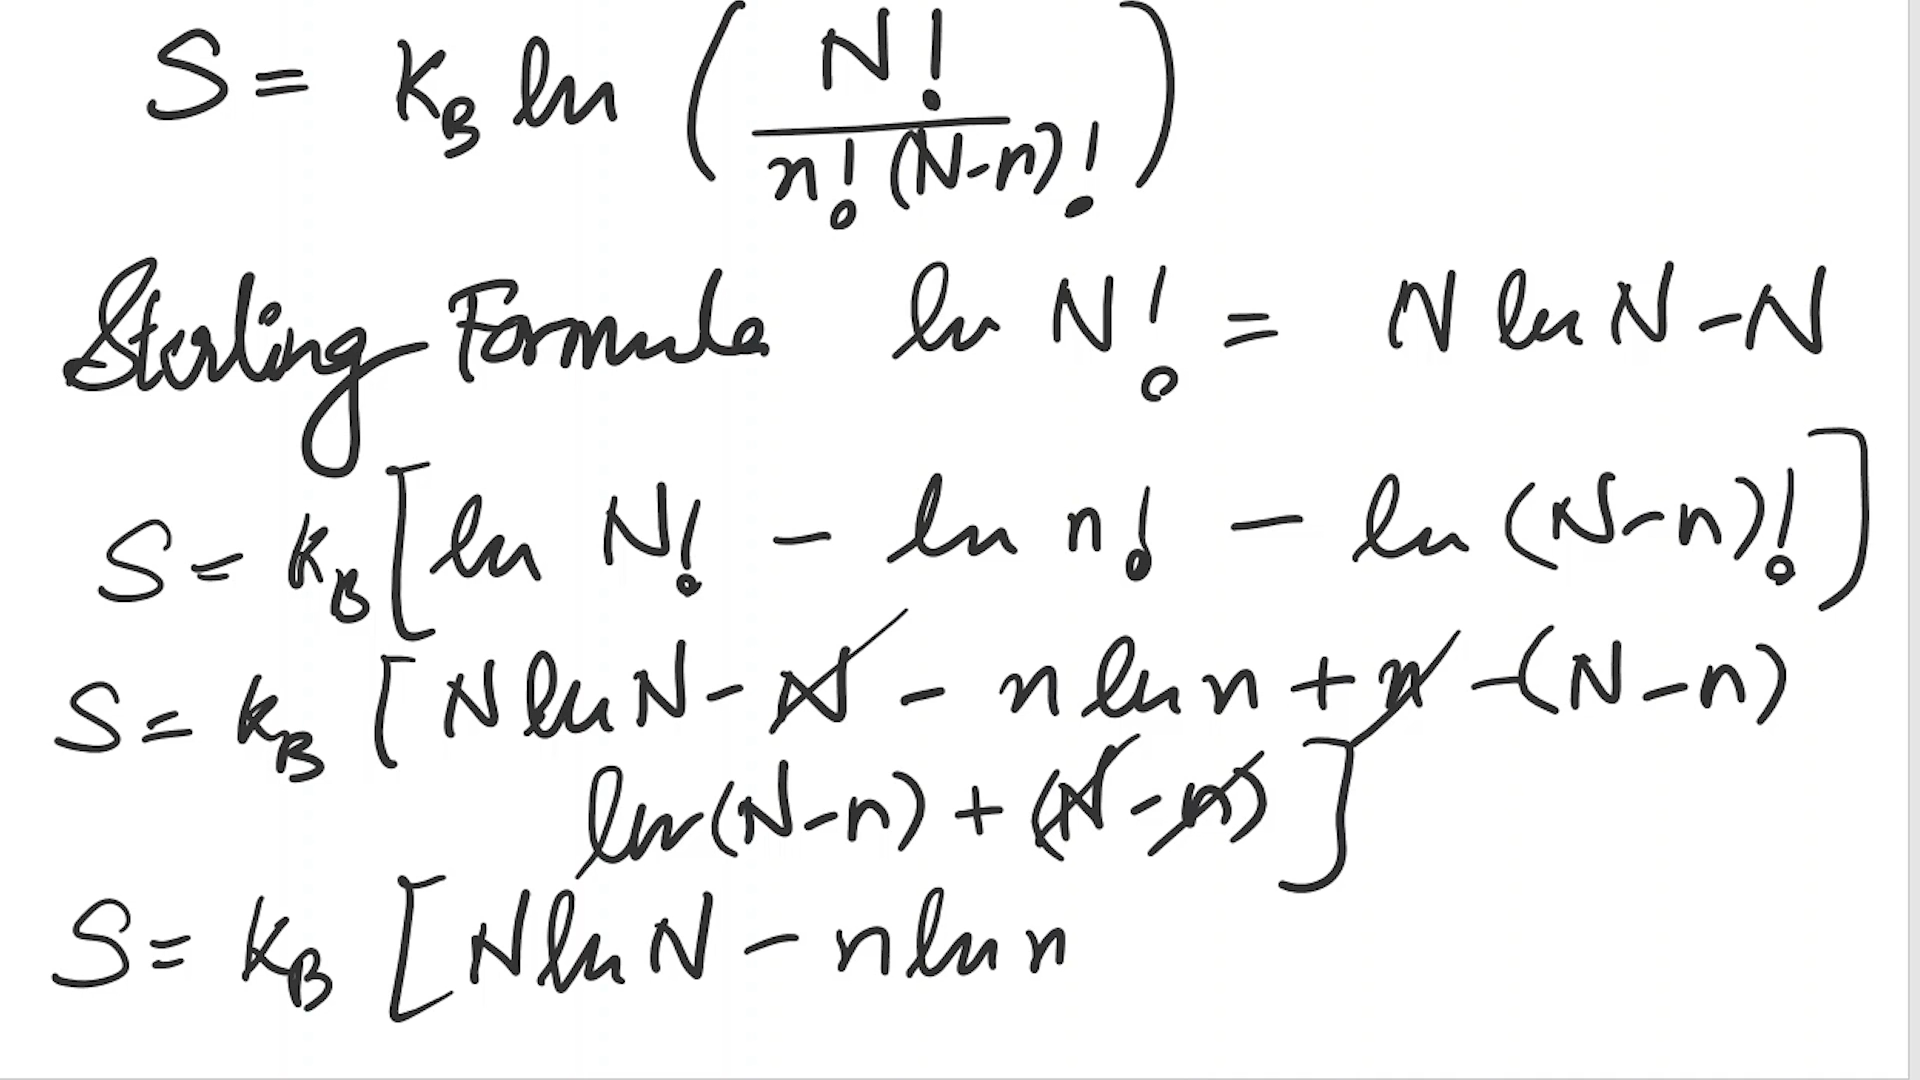 S = K_B ln ( N! / n! (N-n)! )
Sterling Formula ln N! = N ln N - N
S = K_B [ ln N! - ln n! - ln (N-n)! ]
S = K_B [ N ln N - N - n ln n + n - (N-n)
ln (N-n) + (N-n) ]
S = K_B [ N ln N - n ln n